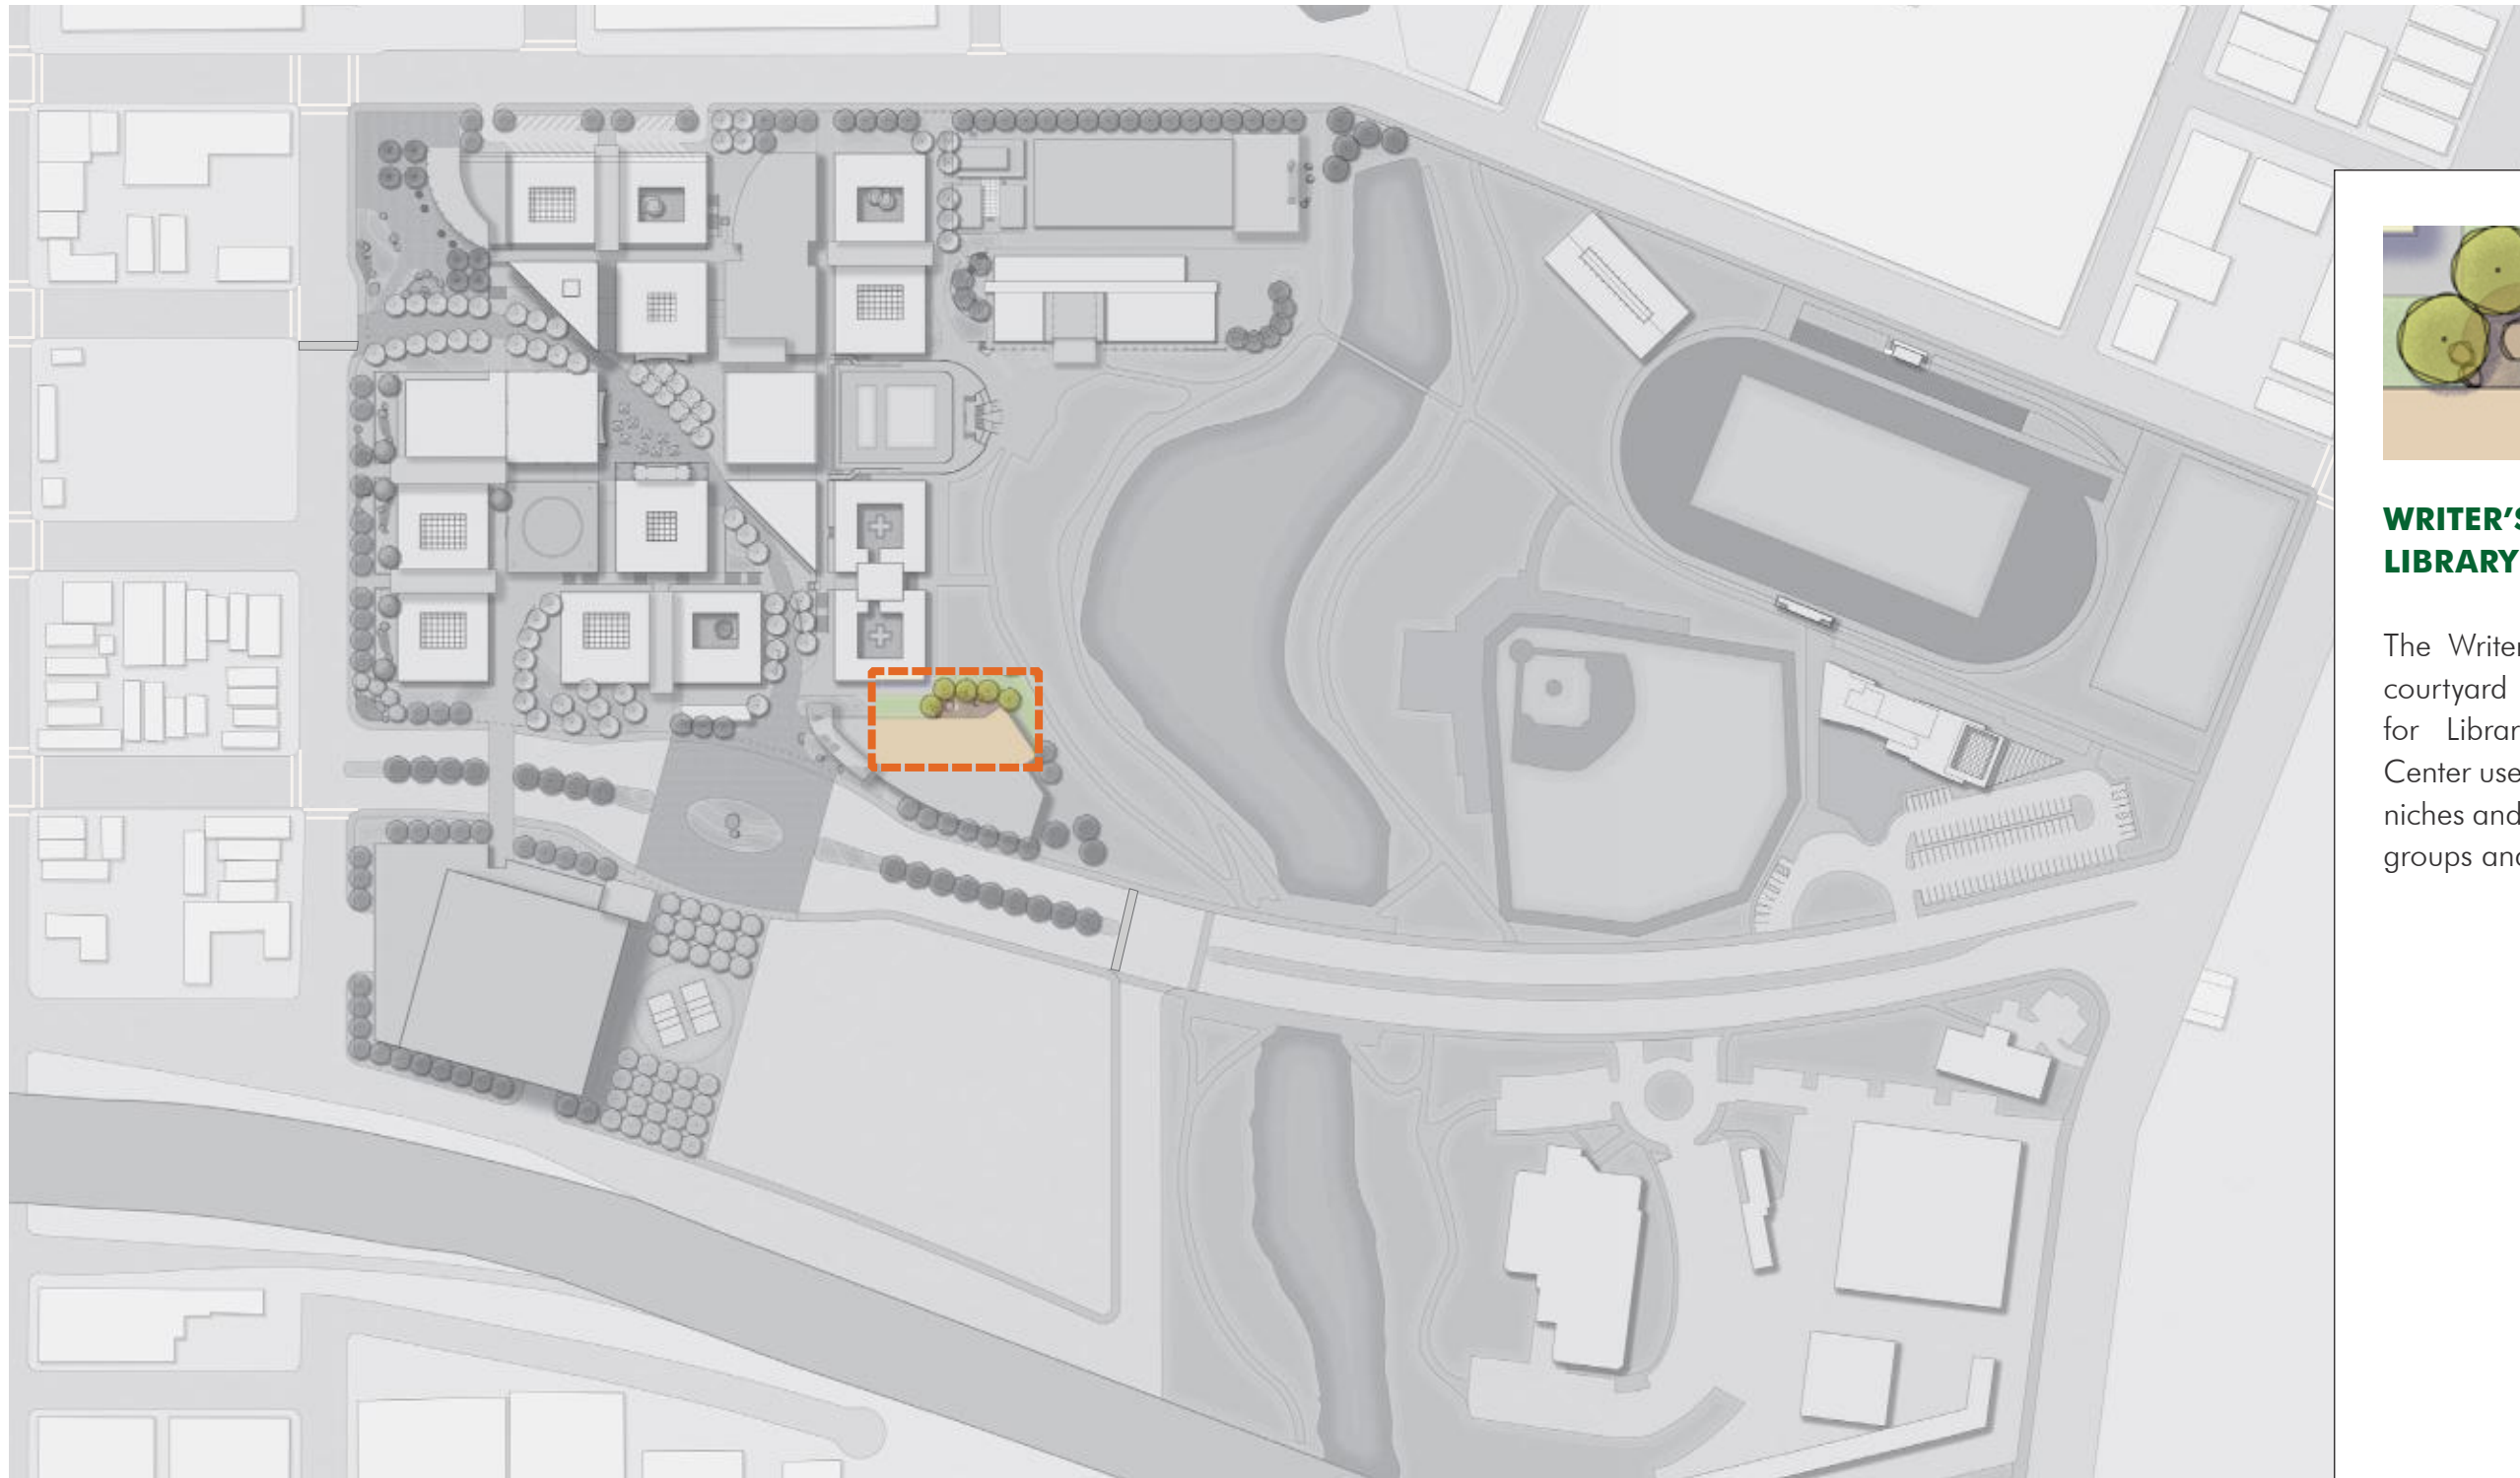 WRITER'S
LIBRARY
The Writer
courtyard
for Librar
Center use
niches and
groups and